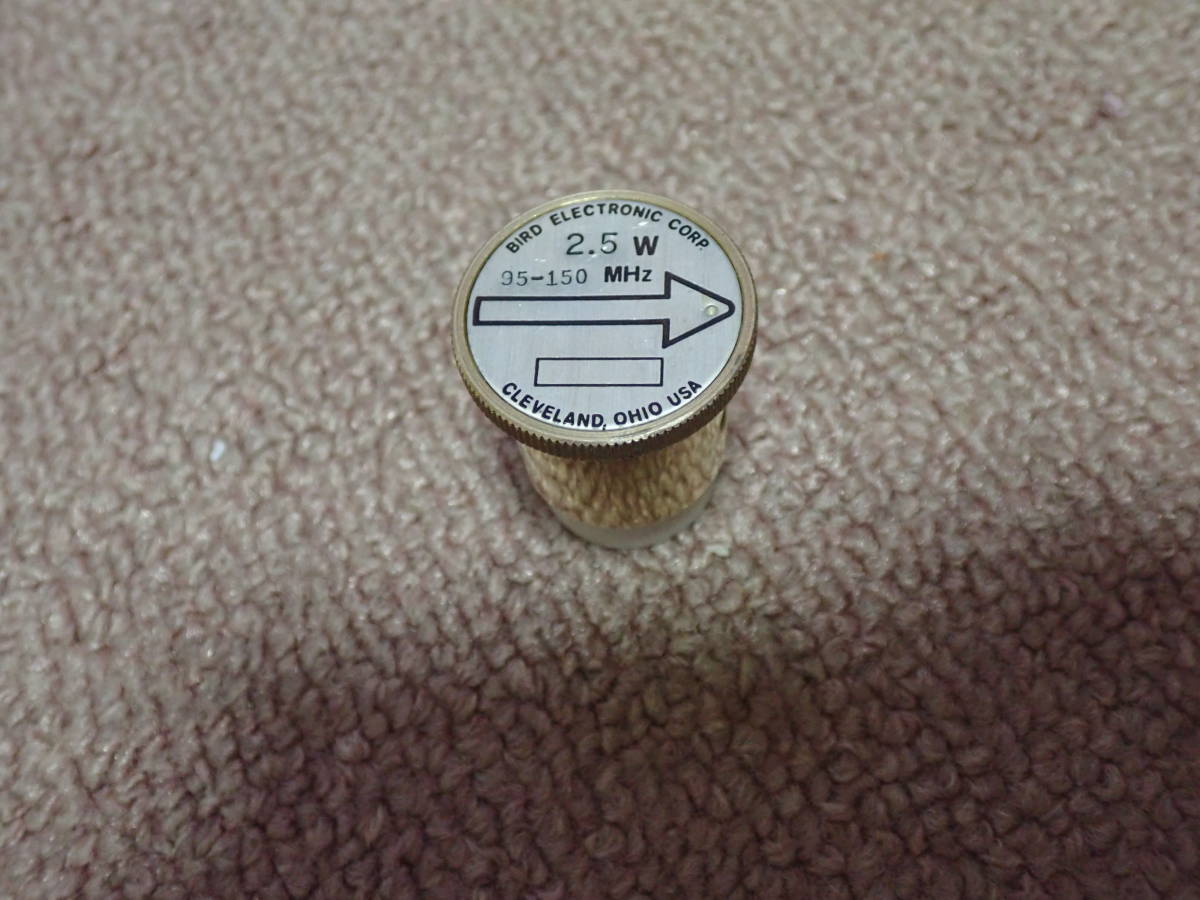 BIRD ELECTRONIC CORP.
2.5 W
95-150 MHz
CLEVELAND, OHIO USA